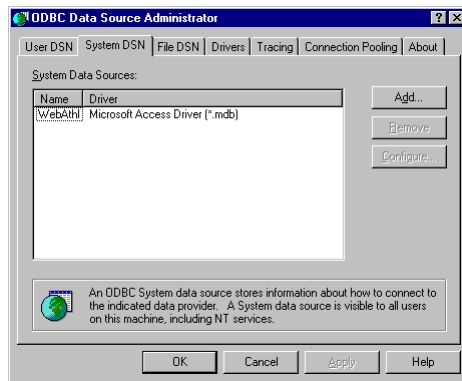 ODBC Data Source Administrator
User DSN System DSN File DSN Drivers Tracing Connection Pooling About
System Data Sources:
Name Driver
WebAthl Microsoft Access Driver (*.mdb)
Add...
Remove
Configure...
An ODBC System data source stores information about how to connect to
the indicated data provider. A System data source is visible to all users
on this machine, including NT services.
OK Cancel Apply Help